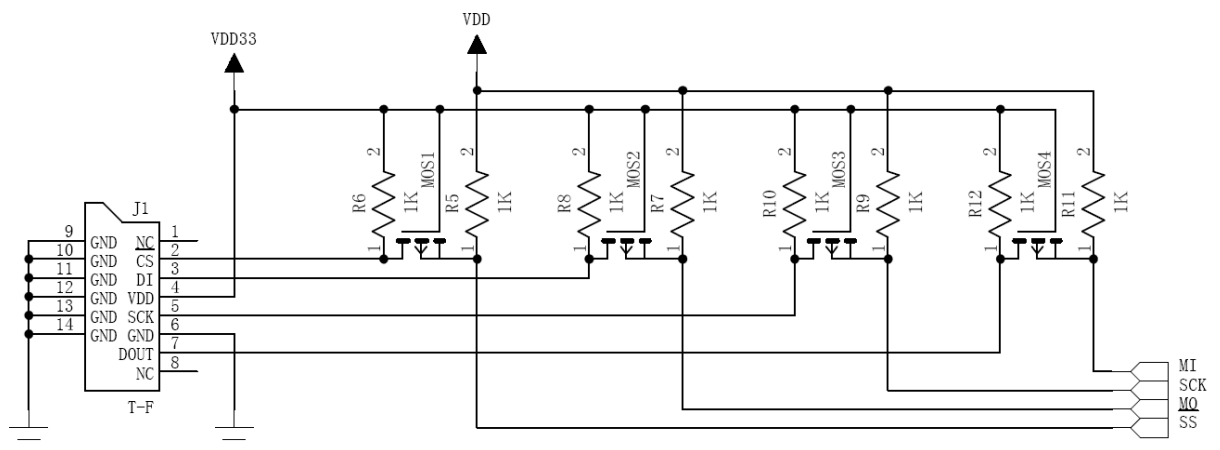 VDD
VDD33
2 2 2 2 2 2 2 2
R6 1K MOS1 R5 1K R8 1K MOS2 R7 1K R10 1K MOS3 R9 1K R12 1K MOS4 R11 1K
1 1 1 1 1 1 1 1
J1
9 GND NC 1
10 GND CS 2
11 GND DI 3
12 GND VDD 4
13 GND SCK 5
14 GND GND 6
DOUT 7
NC 8
T-F
MI
SCK
MO
SS